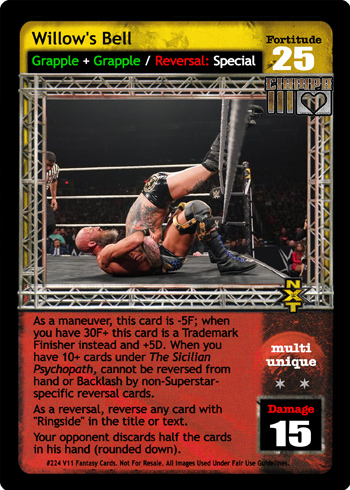 Willow's Bell
Fortitude
25
Grapple + Grapple / Reversal: Special
CIAMPA
NXT
As a maneuver, this card is -5F; when
you have 30F+ this card is a Trademark
Finisher instead and +5D. When you
have 10+ cards under The Sicilian
Psychopath, cannot be reversed from
hand or Backlash by non-Superstar-
specific reversal cards.
As a reversal, reverse any card with
"Ringside" in the title or text.
Your opponent discards half the cards
in his hand (rounded down).
multi
unique
Damage
15
#224 V11 Fantasy Cards. Not For Resale. All Images Used Under Fair Use Guidelines.